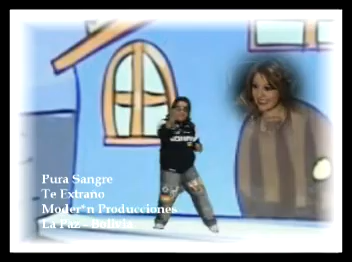 Pura Sangre
Te Extraño
Moder*n Producciones
La Paz - Bolivia